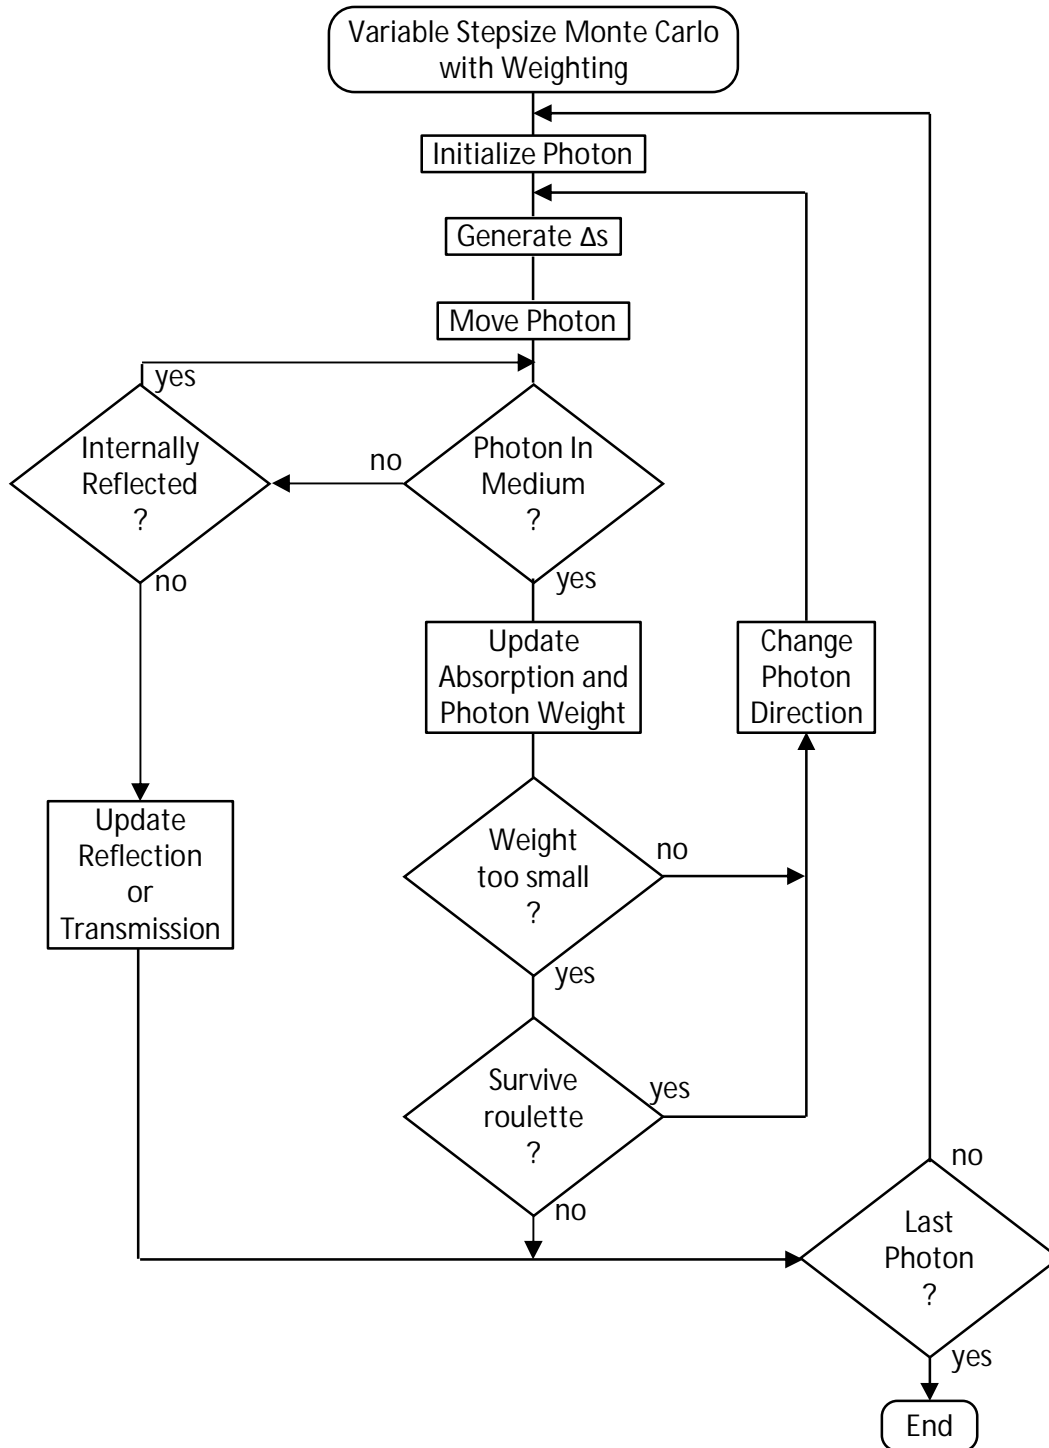 Variable Stepsize Monte Carlo
with Weighting
Initialize Photon
Generate Δs
Move Photon
yes
Internally
Reflected
?
no
Photon In
Medium
?
no
yes
Update
Absorption and
Photon Weight
Change
Photon
Direction
Update
Reflection
or
Transmission
Weight
too small
?
no
yes
Survive
roulette
?
yes
no
no
Last
Photon
?
yes
End